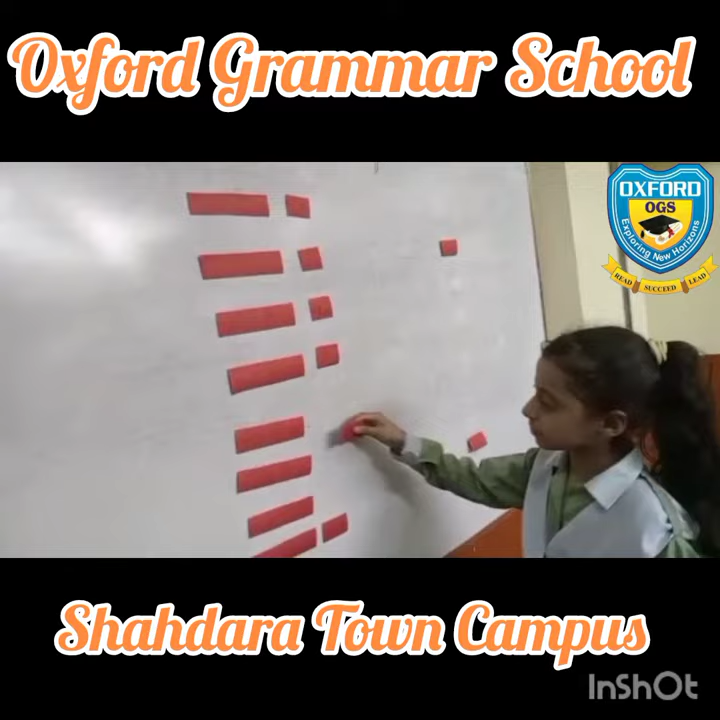 Oxford Grammar School
OXFORD
OGS
Exploring New Horizons
READ
SUCCEED
LEAD
Shahdara Town Campus
InShOt